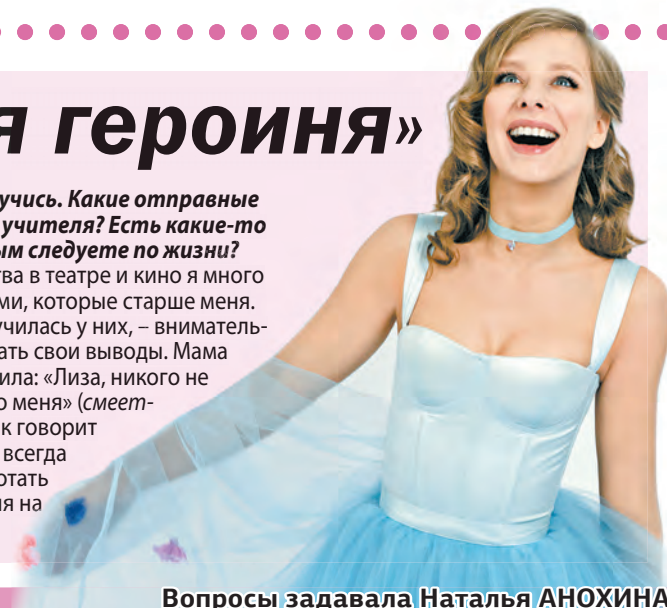 я героиня»
учись. Какие отправные
учителя? Есть какие-то
ым следуете по жизни?
тва в театре и кино я много
ми, которые старше меня.
училась у них, – вниматель-
ать свои выводы. Мама
ила: «Лиза, никого не
о меня» (смеет-
к говорит
всегда
отать
я на
Вопросы задавала Наталья АНОХИНА